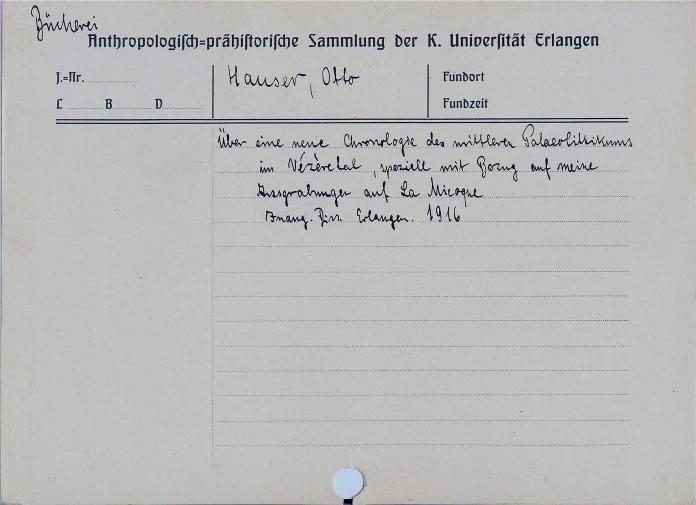 Bücherei
Anthropologisch=prähistorische Sammlung der K. Universität Erlangen
J.=Nr.
Hauser, Otto
Fundort
L B D
Fundzeit
Über eine neue Chronologie des mittleren Palaeolithikums
im Vézèretal, speziell mit Bezug auf meine
Ausgrabungen auf La Micoque
Inaug. Diss. Erlangen. 1916